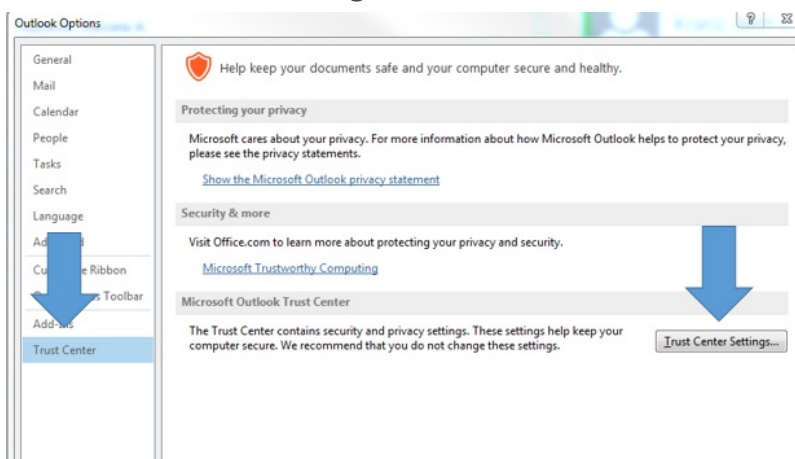 Outlook Options
General
Mail
Calendar
People
Tasks
Search
Language
Ribbon
Toolbar
Trust Center
Help keep your documents safe and your computer secure and healthy.
Protecting your privacy
Microsoft cares about your privacy. For more information about how Microsoft Outlook helps to protect your privacy,
please see the privacy statements.
Show the Microsoft Outlook privacy statement
Security & more
Visit Office.com to learn more about protecting your privacy and security.
Microsoft Trustworthy Computing
Microsoft Outlook Trust Center
The Trust Center contains security and privacy settings. These settings help keep your
computer secure. We recommend that you do not change these settings.
Trust Center Settings...